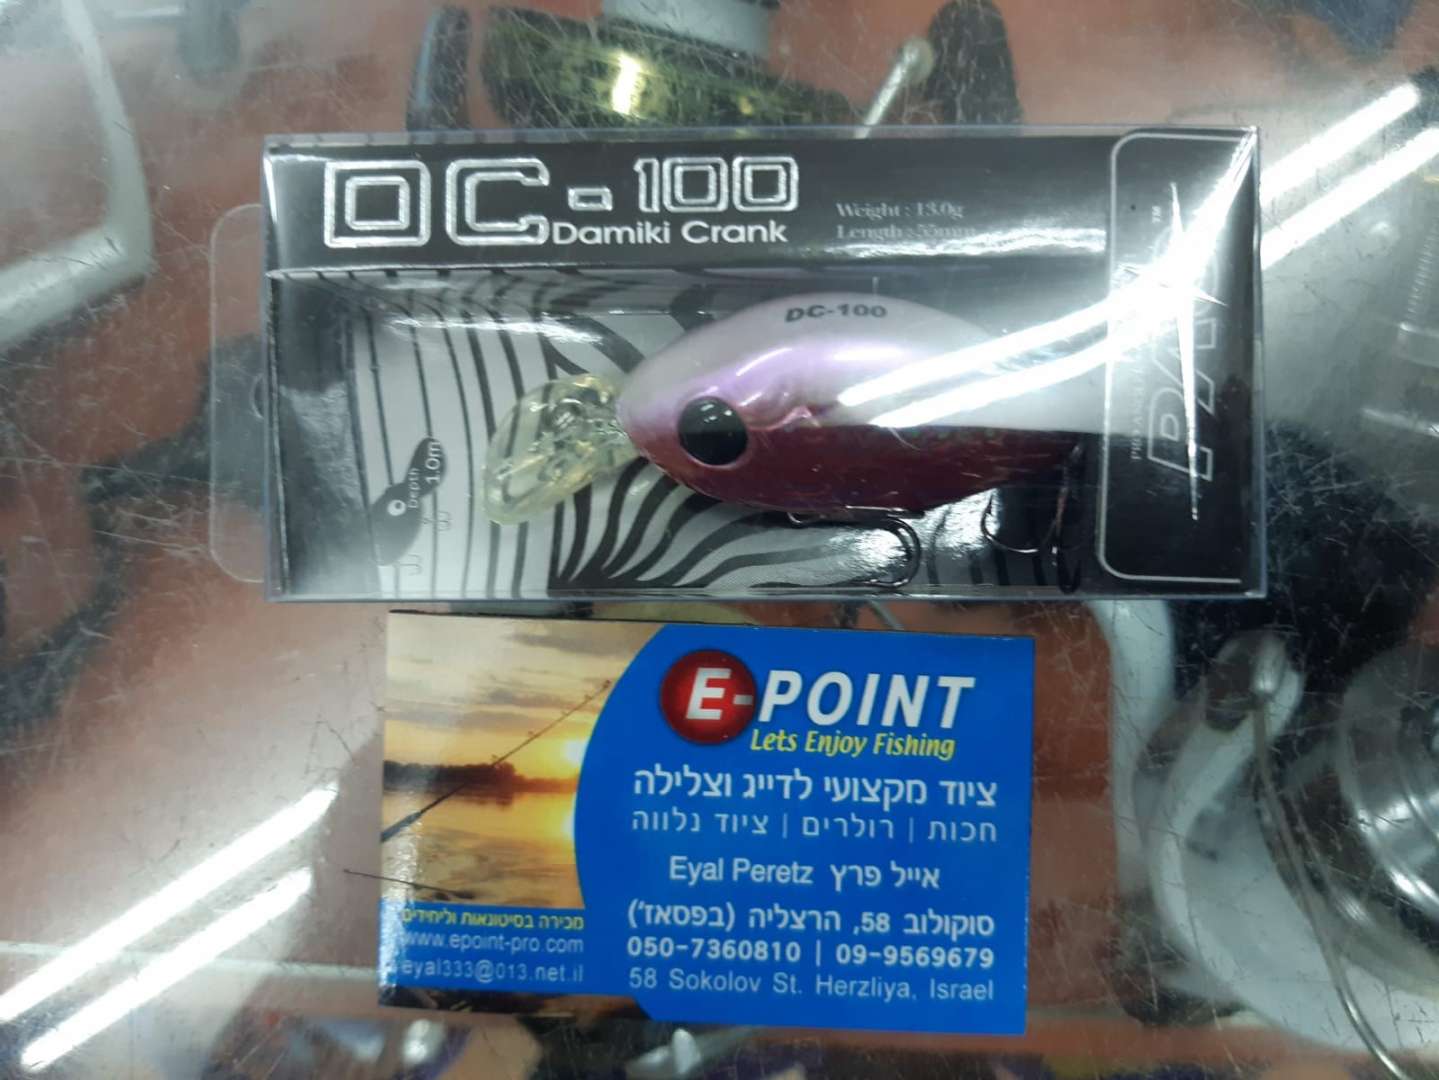 DC-100
Damiki Crank
Weight : 13.0g
Length : 55mm
DC-100
Depth
1.0m
E-POINT
Lets Enjoy Fishing
ציוד מקצועי לדייג וצלילה
חכות | רולרים | ציוד נלווה
אייל פרץ Eyal Peretz
סוקולוב 58, הרצליה (בפסאז')
050-7360810 | 09-9569679
58 Sokolov St. Herzliya, Israel
מכירה בסיטונאות וליחידים
www.epoint-pro.com
eyal333@013.net.il